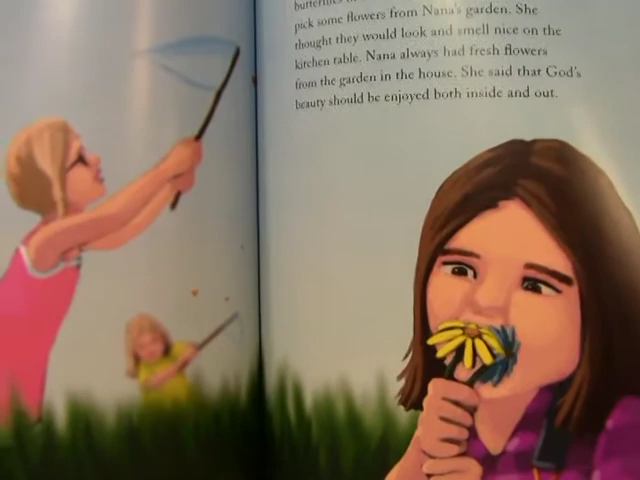 pick some flowers from Nana's garden. She
thought they would look and smell nice on the
kitchen table. Nana always had fresh flowers
from the garden in the house. She said that God's
beauty should be enjoyed both inside and out.